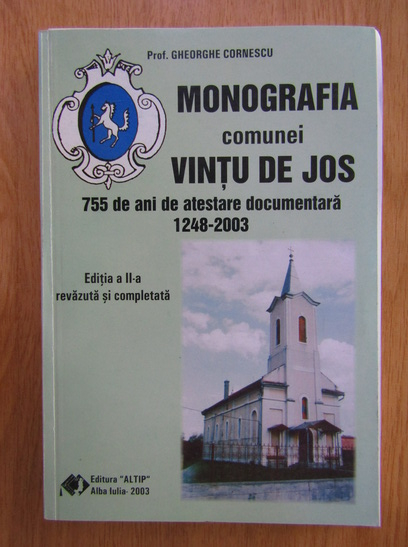 Prof. GHEORGHE CORNESCU
MONOGRAFIA
comunei
VINȚU DE JOS
755 de ani de atestare documentară
1248-2003
Ediția a II-a
revăzută și completată
Editura "ALTIP"
Alba Iulia- 2003